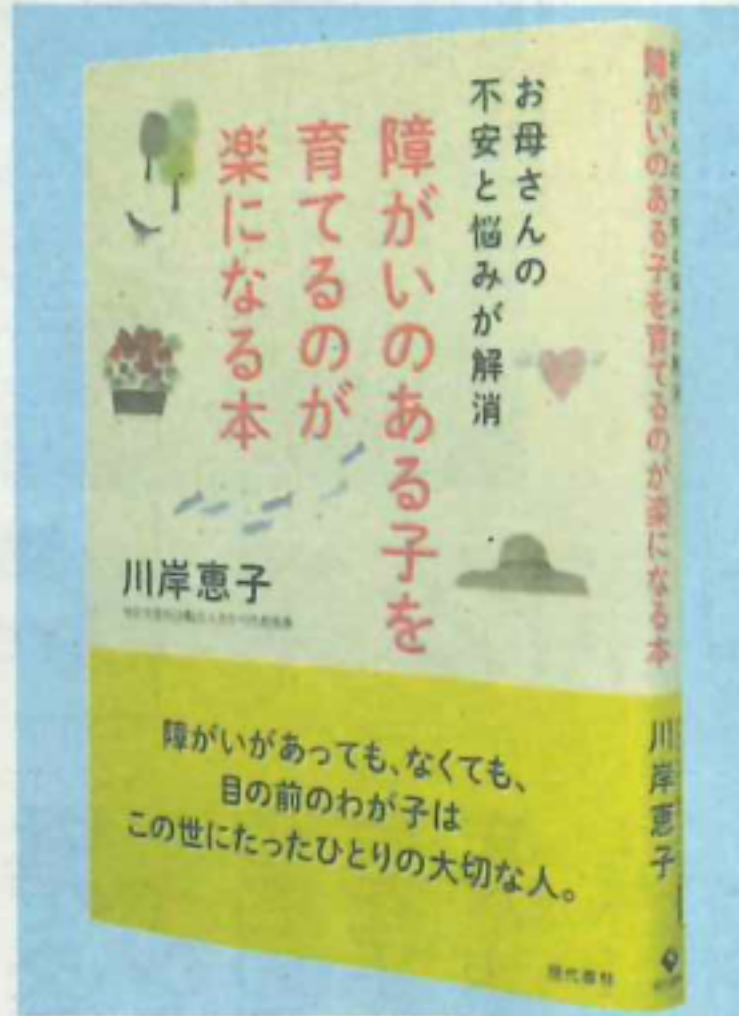 お母さんの
不安と悩みが解消
障がいのある子を
育てるのが
楽になる本
川岸恵子
障がいがあっても、なくても、
目の前のわが子は
この世にたったひとりの大切な人。
現代書林
障がいのある子を育てるのが楽になる本
川岸恵子